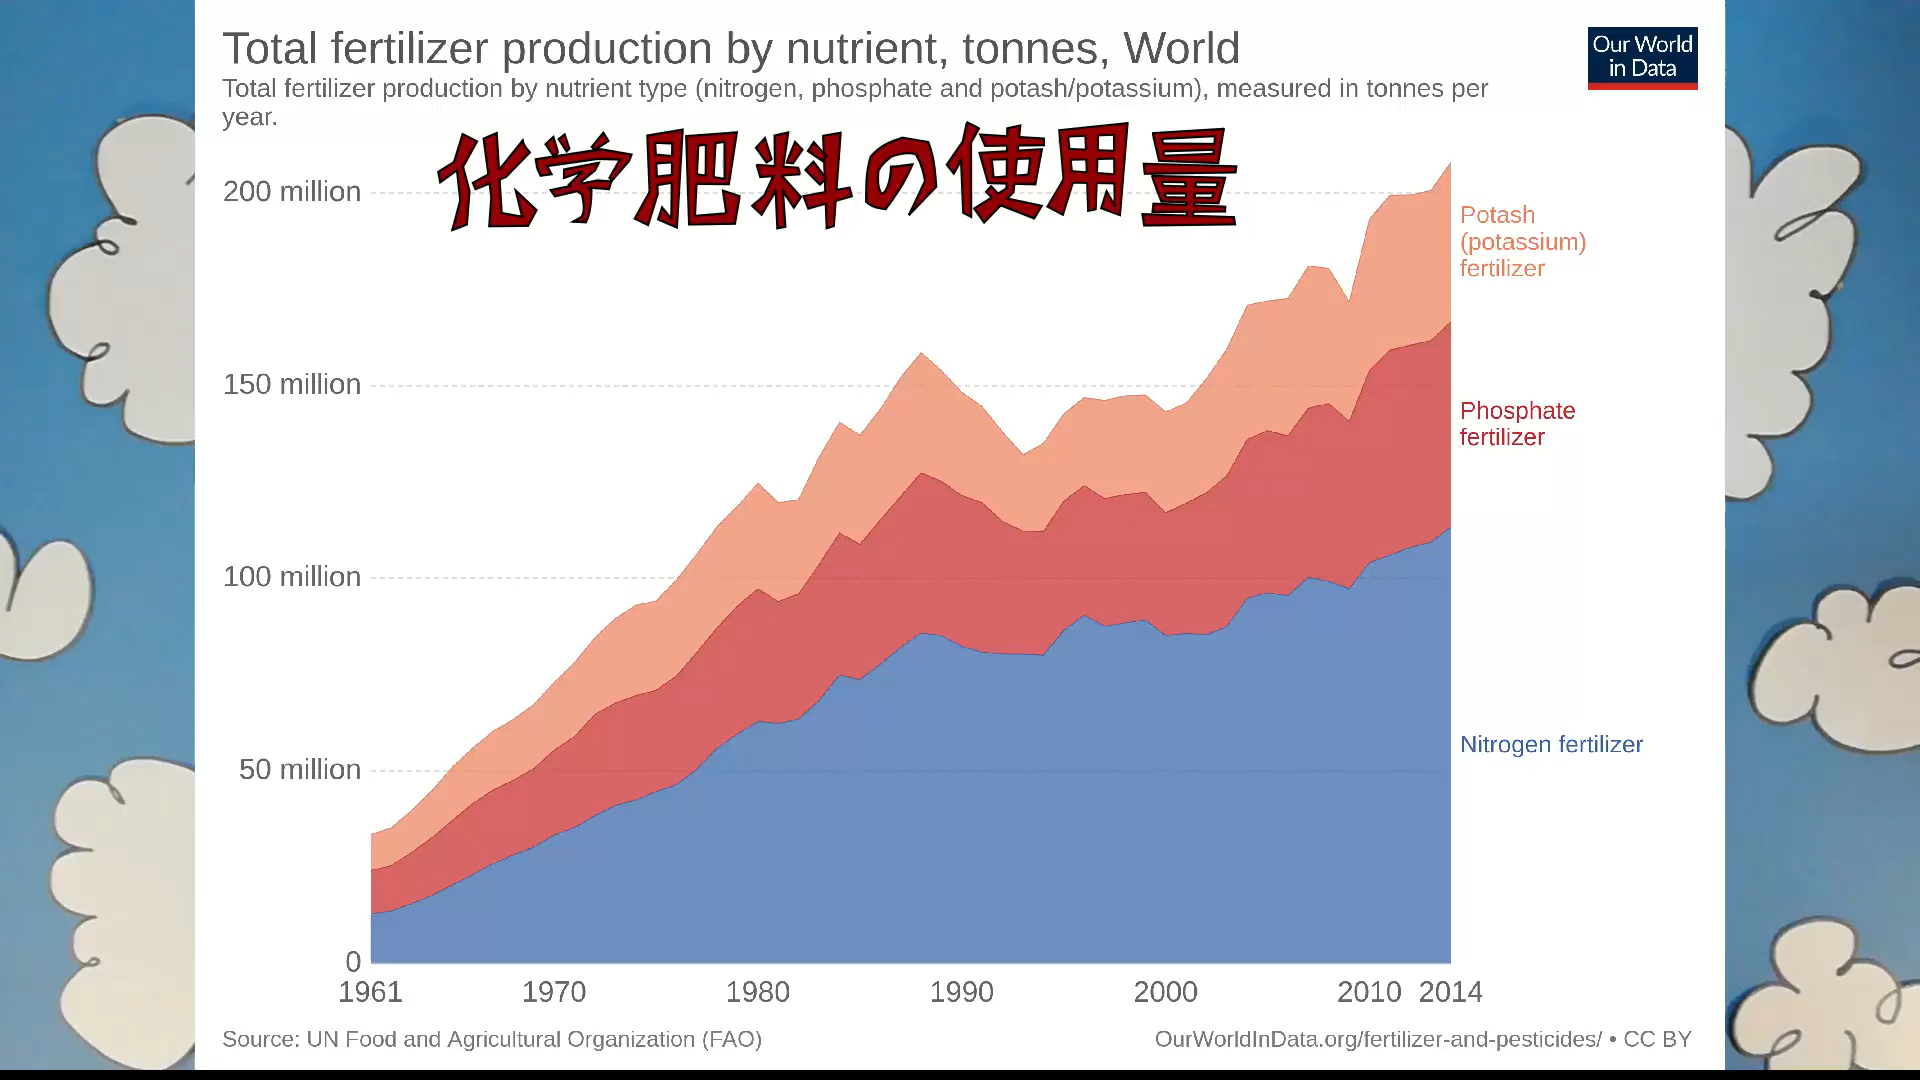 Total fertilizer production by nutrient, tonnes, World
Total fertilizer production by nutrient type (nitrogen, phosphate and potash/potassium), measured in tonnes per
year.
Our World
in Data
化学肥料の使用量
200 million
150 million
100 million
50 million
0
Potash
(potassium)
fertilizer
Phosphate
fertilizer
Nitrogen fertilizer
1961 1970 1980 1990 2000 2010 2014
Source: UN Food and Agricultural Organization (FAO)
OurWorldInData.org/fertilizer-and-pesticides/ • CC BY